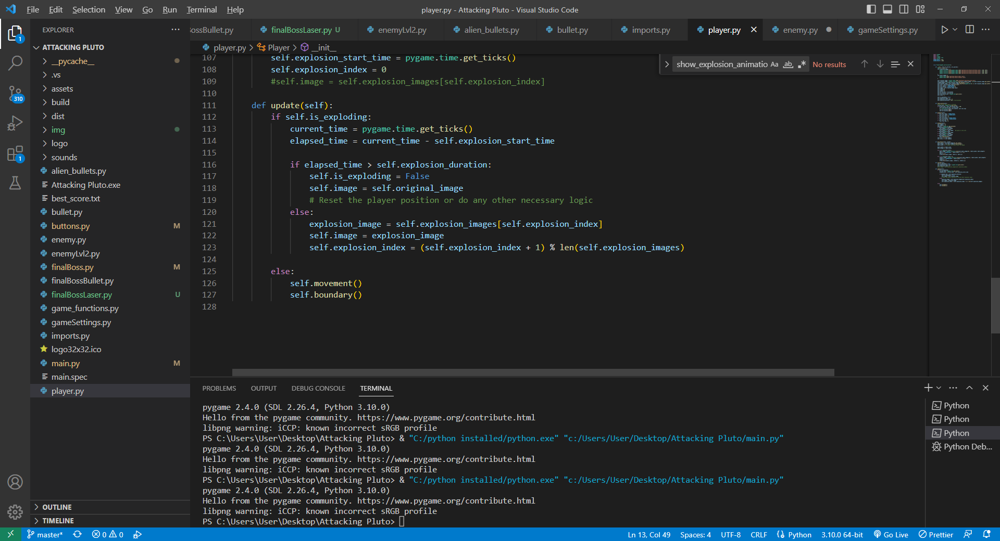 File Edit Selection View Go Run Terminal Help
player.py - Attacking Pluto - Visual Studio Code
EXPLORER
ATTACKING PLUTO
__pycache__
.vs
assets
build
dist
img
logo
sounds
alien_bullets.py
Attacking Pluto.exe
best_score.txt
bullet.py
buttons.py M
enemy.py
enemyLvl2.py
finalBoss.py M
finalBossBullet.py
finalBossLaser.py U
game_functions.py
gameSettings.py
imports.py
logo32x32.ico
main.py M
main.spec
player.py
OUTLINE
TIMELINE
1
310
1
ossBullet.py finalBossLaser.py U enemyLvl2.py alien_bullets.py bullet.py imports.py player.py enemy.py gameSettings.py
player.py > Player > __init__
show_explosion_animatio Aa ab No results
107 self.explosion_start_time = pygame.time.get_ticks()
108 self.explosion_index = 0
109 #self.image = self.explosion_images[self.explosion_index]
110
111 def update(self):
112 if self.is_exploding:
113 current_time = pygame.time.get_ticks()
114 elapsed_time = current_time - self.explosion_start_time
115
116 if elapsed_time > self.explosion_duration:
117 self.is_exploding = False
118 self.image = self.original_image
119 # Reset the player position or do any other necessary logic
120 else:
121 explosion_image = self.explosion_images[self.explosion_index]
122 self.image = explosion_image
123 self.explosion_index = (self.explosion_index + 1) % len(self.explosion_images)
124
125 else:
126 self.movement()
127 self.boundary()
128
PROBLEMS OUTPUT DEBUG CONSOLE TERMINAL
pygame 2.4.0 (SDL 2.26.4, Python 3.10.0)
Hello from the pygame community. https://www.pygame.org/contribute.html
libpng warning: iCCP: known incorrect sRGB profile
PS C:\Users\User\Desktop\Attacking Pluto> & "C:/python installed/python.exe" "c:/Users/User/Desktop/Attacking Pluto/main.py"
pygame 2.4.0 (SDL 2.26.4, Python 3.10.0)
Hello from the pygame community. https://www.pygame.org/contribute.html
libpng warning: iCCP: known incorrect sRGB profile
PS C:\Users\User\Desktop\Attacking Pluto> & "C:/python installed/python.exe" "c:/Users/User/Desktop/Attacking Pluto/main.py"
pygame 2.4.0 (SDL 2.26.4, Python 3.10.0)
Hello from the pygame community. https://www.pygame.org/contribute.html
libpng warning: iCCP: known incorrect sRGB profile
PS C:\Users\User\Desktop\Attacking Pluto>
Python
Python
Python
Python Deb...
master* 0 0
Ln 13, Col 49 Spaces: 4 UTF-8 CRLF Python 3.10.0 64-bit Go Live Prettier